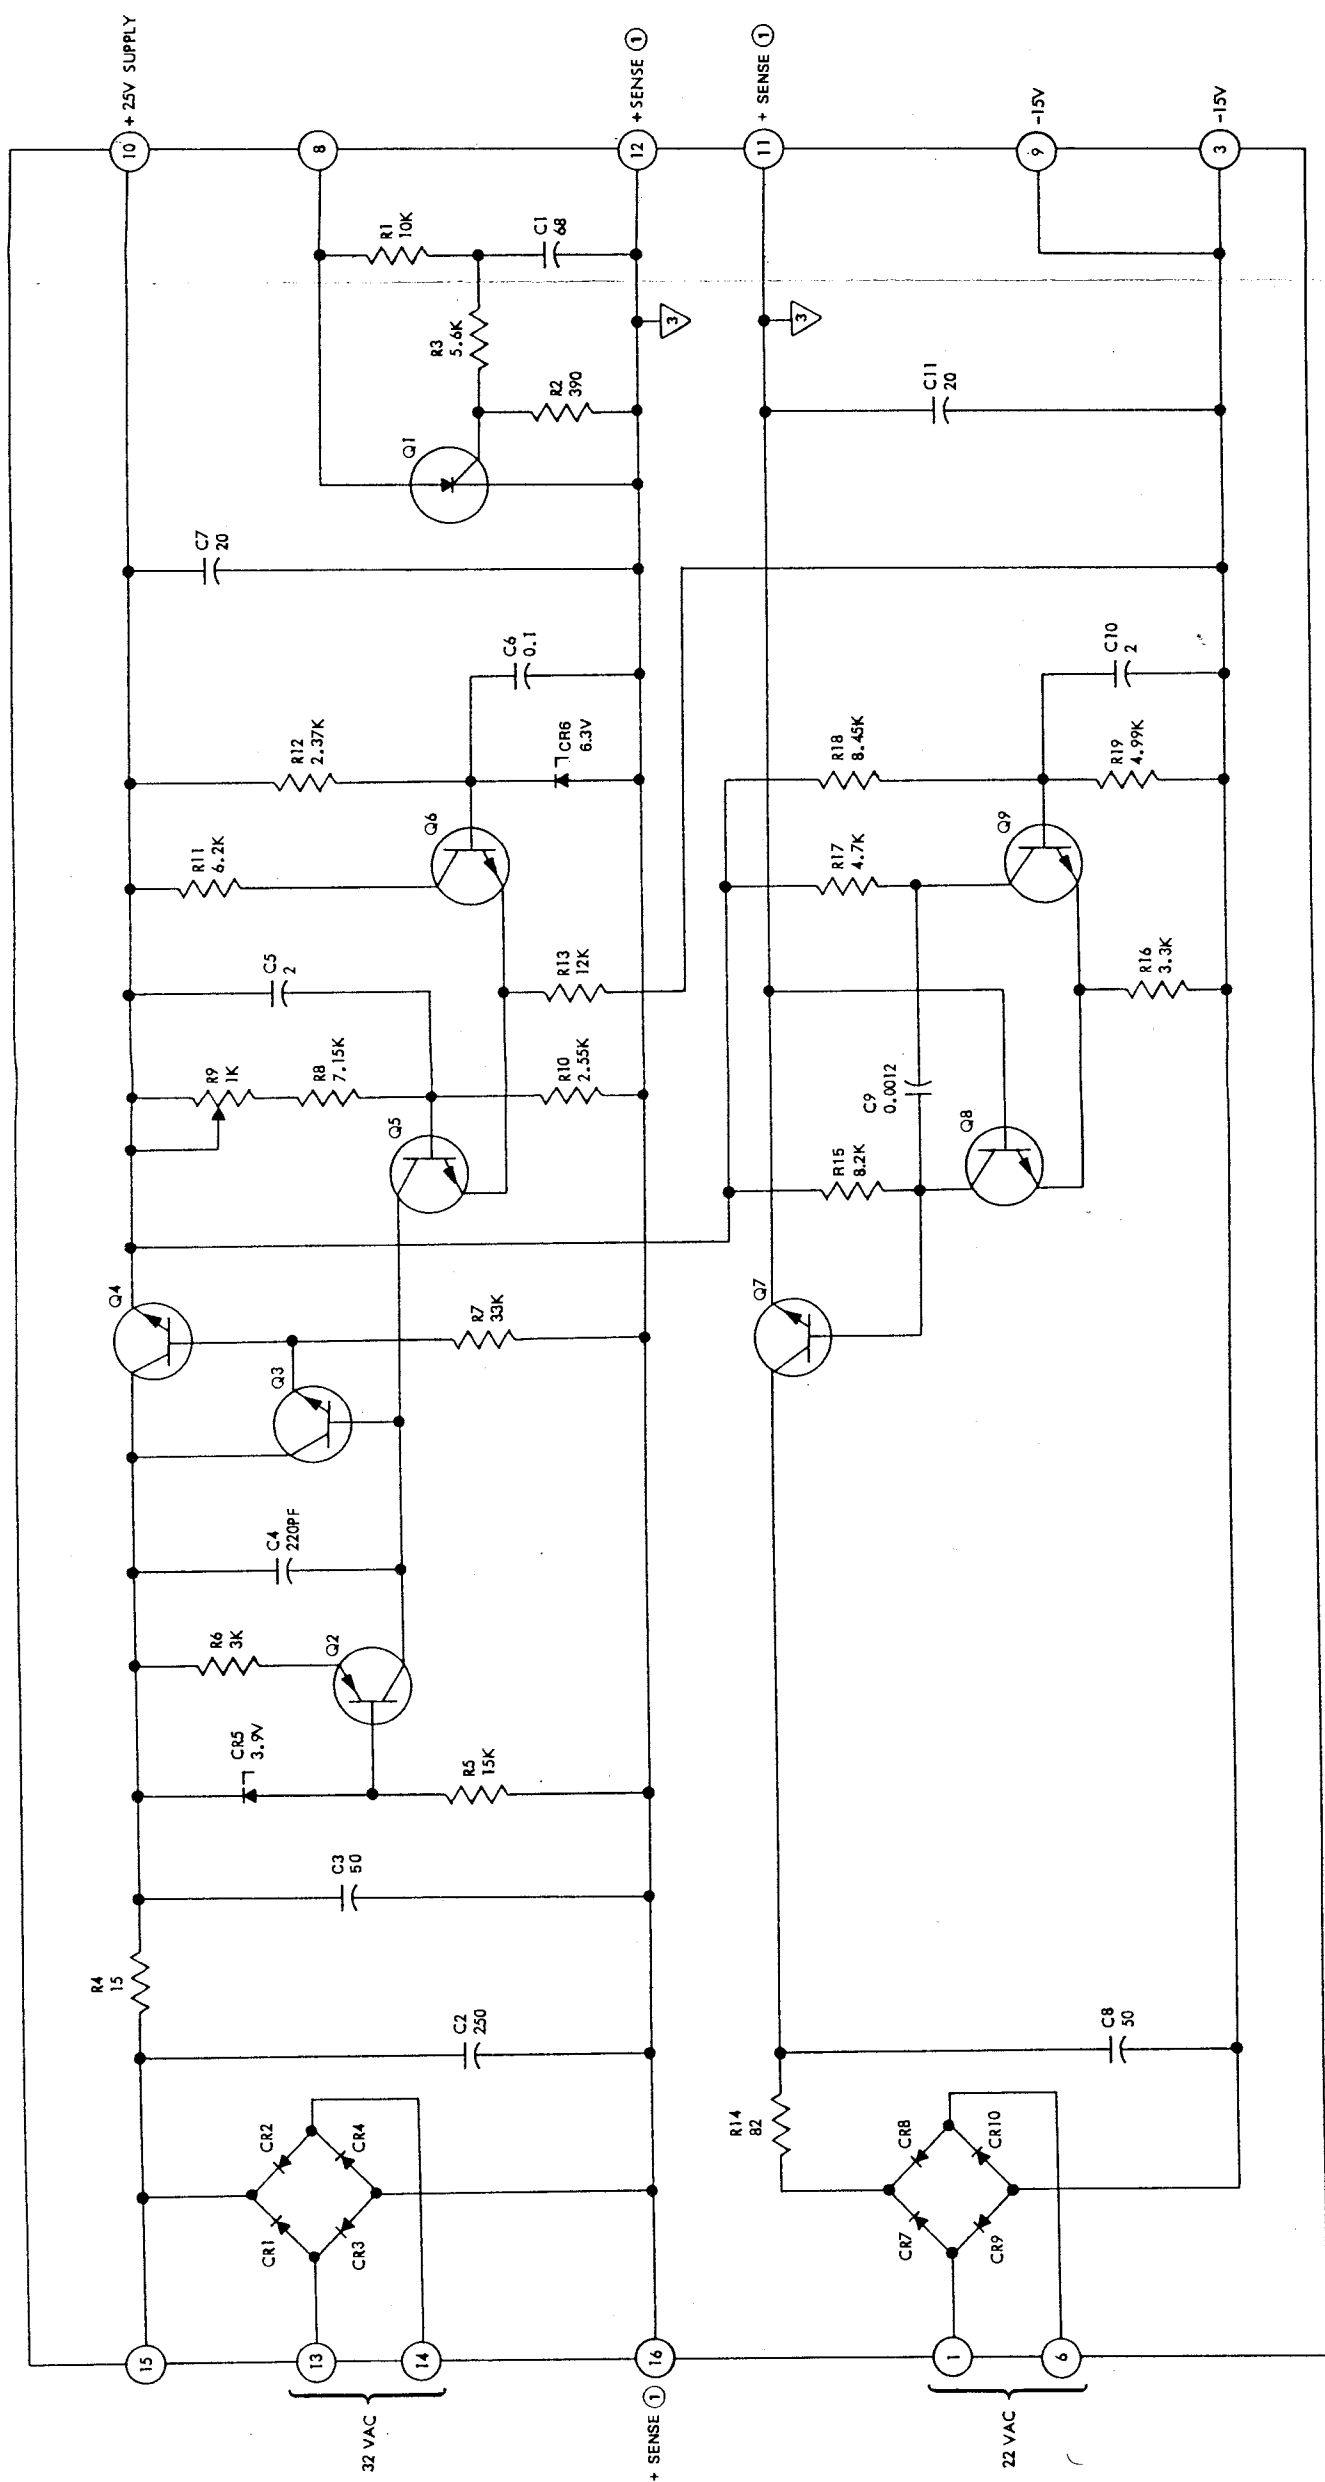 + 25V SUPPLY
10
8
12
+ SENSE ①
11
+ SENSE ①
9
-15V
3
-15V
R1
10K
C1
68
R3
5.6K
R2
390
Q1
3
3
C7
20
C11
20
R12
2.37K
C6
0.1
CR6
6.3V
R11
6.2K
Q6
C5
2
R13
12K
R9
1K
R8
7.15K
R10
2.55K
Q5
Q4
R7
33K
Q3
C4
220PF
R6
3K
Q2
CR5
3.9V
R5
15K
C3
50
R4
15
C2
250
CR2
CR4
CR1
CR3
15
13
14
16
32 VAC
+ SENSE ①
R18
8.45K
C10
2
R17
4.7K
R19
4.99K
Q9
R16
3.3K
C9
0.0012
Q8
R15
8.2K
Q7
R14
82
C8
50
CR8
CR10
CR7
CR9
1
6
22 VAC